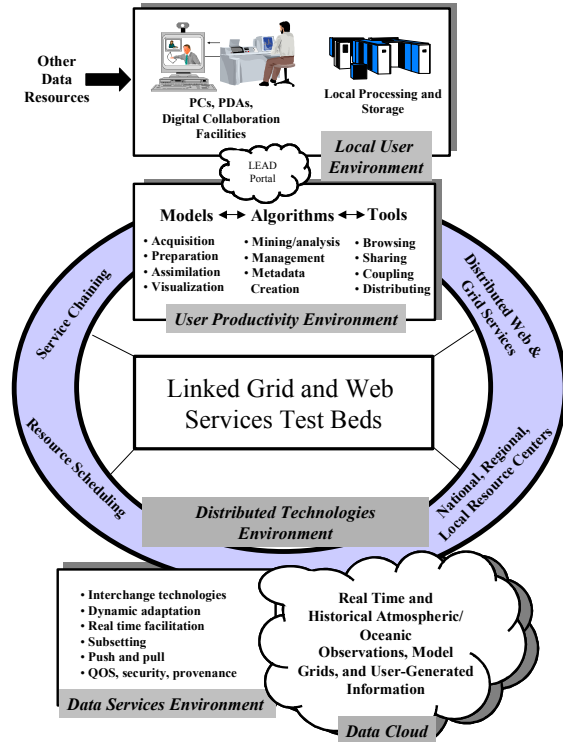 Other
Data
Resources
PCs, PDAs,
Digital Collaboration
Facilities
Local Processing and
Storage
Local User
Environment
LEAD
Portal
Models
Algorithms
Tools
• Acquisition
• Preparation
• Assimilation
• Visualization
• Mining/analysis
• Management
• Metadata
Creation
• Browsing
• Sharing
• Coupling
• Distributing
User Productivity Environment
Service Chaining
Distributed Web &
Grid Services
Linked Grid and Web
Services Test Beds
Resource Scheduling
National, Regional,
Local Resource Centers
Distributed Technologies
Environment
• Interchange technologies
• Dynamic adaptation
• Real time facilitation
• Subsetting
• Push and pull
• QOS, security, provenance
Data Services Environment
Real Time and
Historical Atmospheric/
Oceanic
Observations, Model
Grids, and User-Generated
Information
Data Cloud